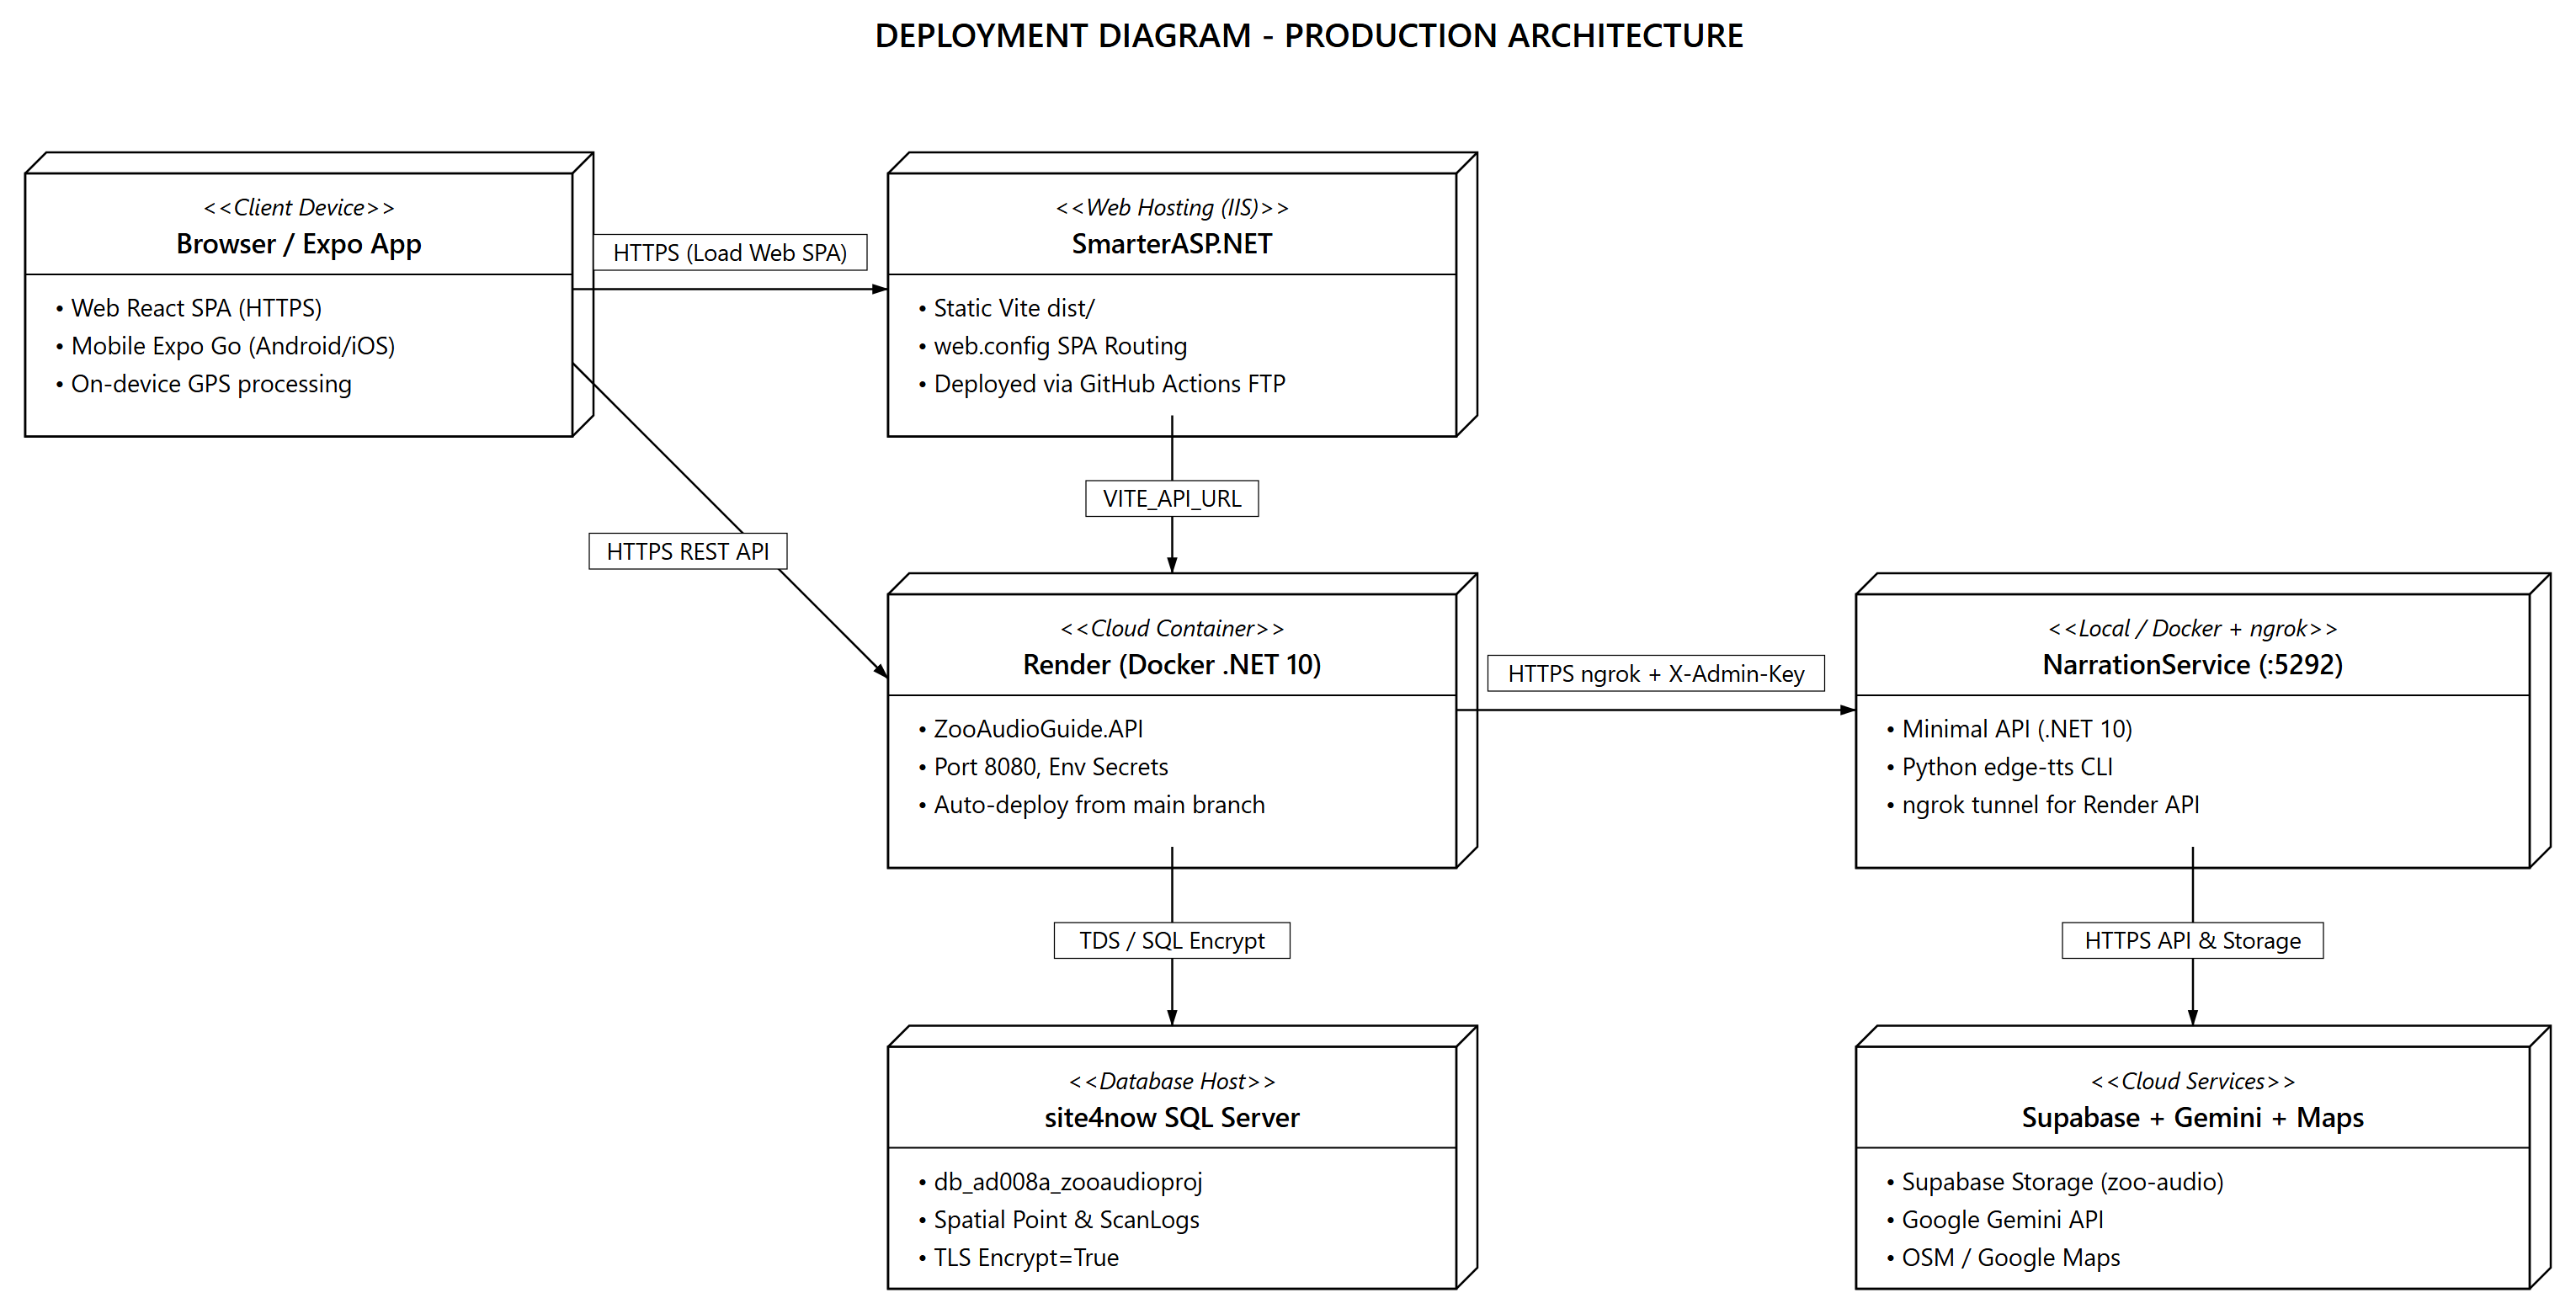 DEPLOYMENT DIAGRAM - PRODUCTION ARCHITECTURE
<<Client Device>>
Browser / Expo App
• Web React SPA (HTTPS)
• Mobile Expo Go (Android/iOS)
• On-device GPS processing
HTTPS (Load Web SPA)
<<Web Hosting (IIS)>>
SmarterASP.NET
• Static Vite dist/
• web.config SPA Routing
• Deployed via GitHub Actions FTP
VITE_API_URL
HTTPS REST API
<<Cloud Container>>
Render (Docker .NET 10)
• ZooAudioGuide.API
• Port 8080, Env Secrets
• Auto-deploy from main branch
HTTPS ngrok + X-Admin-Key
<<Local / Docker + ngrok>>
NarrationService (:5292)
• Minimal API (.NET 10)
• Python edge-tts CLI
• ngrok tunnel for Render API
TDS / SQL Encrypt
HTTPS API & Storage
<<Database Host>>
site4now SQL Server
• db_ad008a_zooaudioproj
• Spatial Point & ScanLogs
• TLS Encrypt=True
<<Cloud Services>>
Supabase + Gemini + Maps
• Supabase Storage (zoo-audio)
• Google Gemini API
• OSM / Google Maps